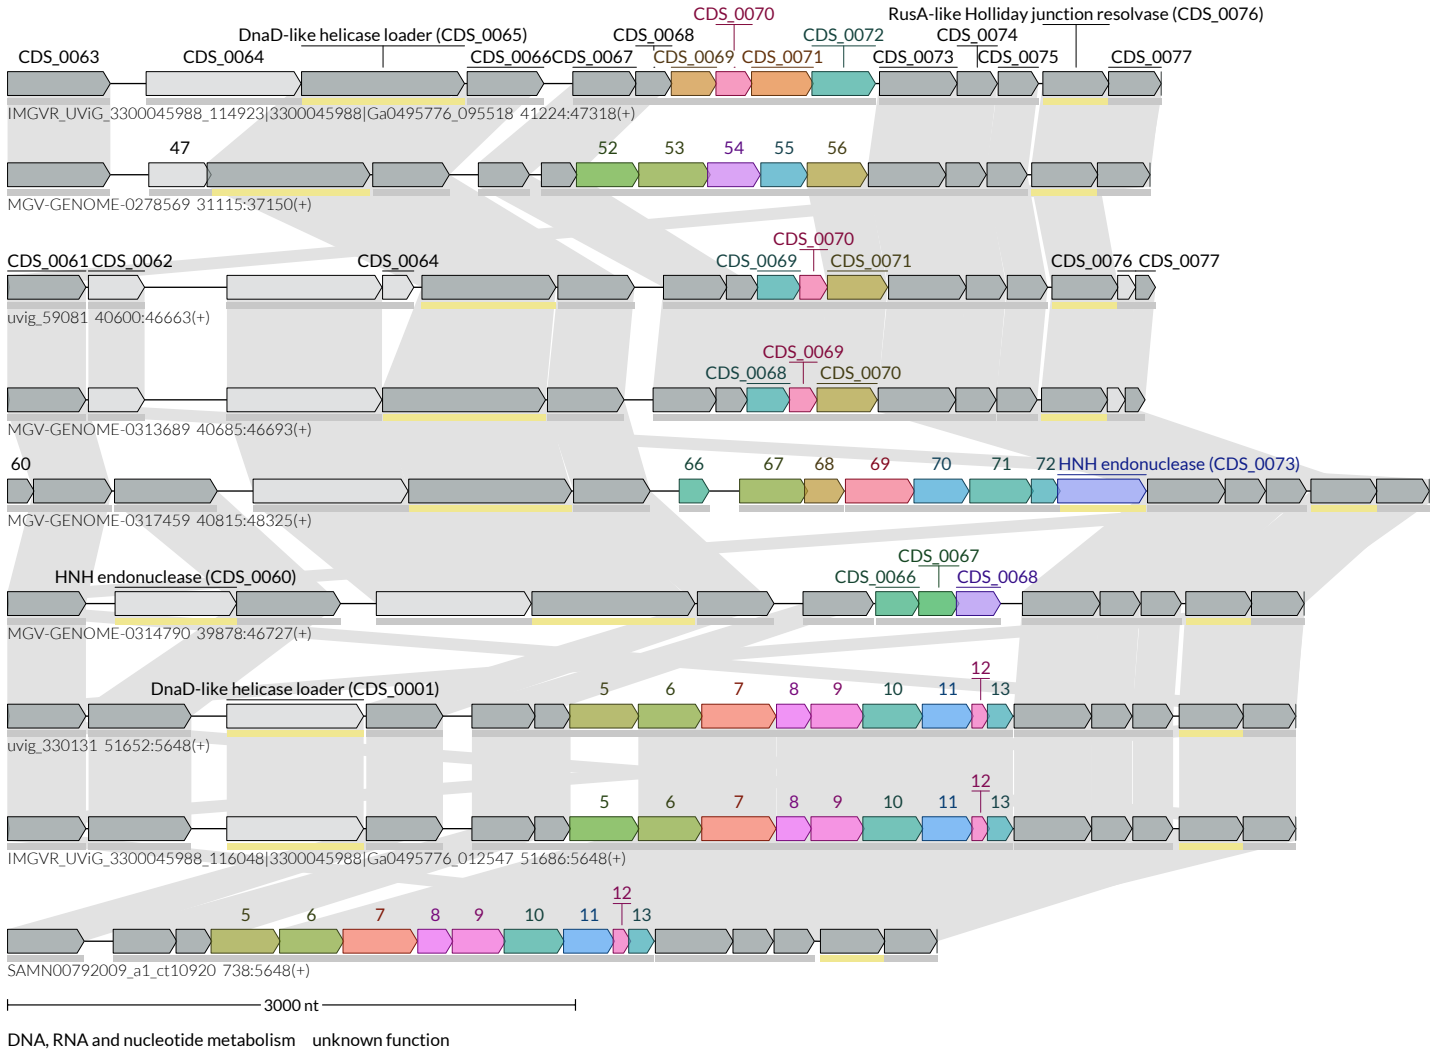 CDS_0070 RusA-like Holliday junction resolvase (CDS_0076)
DnaD-like helicase loader (CDS_0065) CDS_0068 CDS_0072 CDS_0074
CDS_0063 CDS_0064 CDS_0066 CDS_0067 CDS_0069 CDS_0071 CDS_0073 CDS_0075 CDS_0077
IMGVR_UViG_3300045988_114923|3300045988|Ga0495776_095518 41224:47318(+)
47 52 53 54 55 56
MGV-GENOME-0278569 31115:37150(+)
CDS_0070
CDS_0061 CDS_0062 CDS_0064 CDS_0069 CDS_0071 CDS_0076 CDS_0077
uvig_59081 40600:46663(+)
CDS_0069
CDS_0068 CDS_0070
MGV-GENOME-0313689 40685:46693(+)
60 66 67 68 69 70 71 72 HNH endonuclease (CDS_0073)
MGV-GENOME-0317459 40815:48325(+)
CDS_0067
HNH endonuclease (CDS_0060) CDS_0066 CDS_0068
MGV-GENOME-0314790 39878:46727(+)
12
DnaD-like helicase loader (CDS_0001) 5 6 7 8 9 10 11 13
uvig_330131 51652:5648(+)
12
5 6 7 8 9 10 11 13
IMGVR_UViG_3300045988_116048|3300045988|Ga0495776_012547 51686:5648(+)
12
5 6 7 8 9 10 11 13
SAMN00792009_a1_ct10920 738:5648(+)
3000 nt
DNA, RNA and nucleotide metabolism unknown function